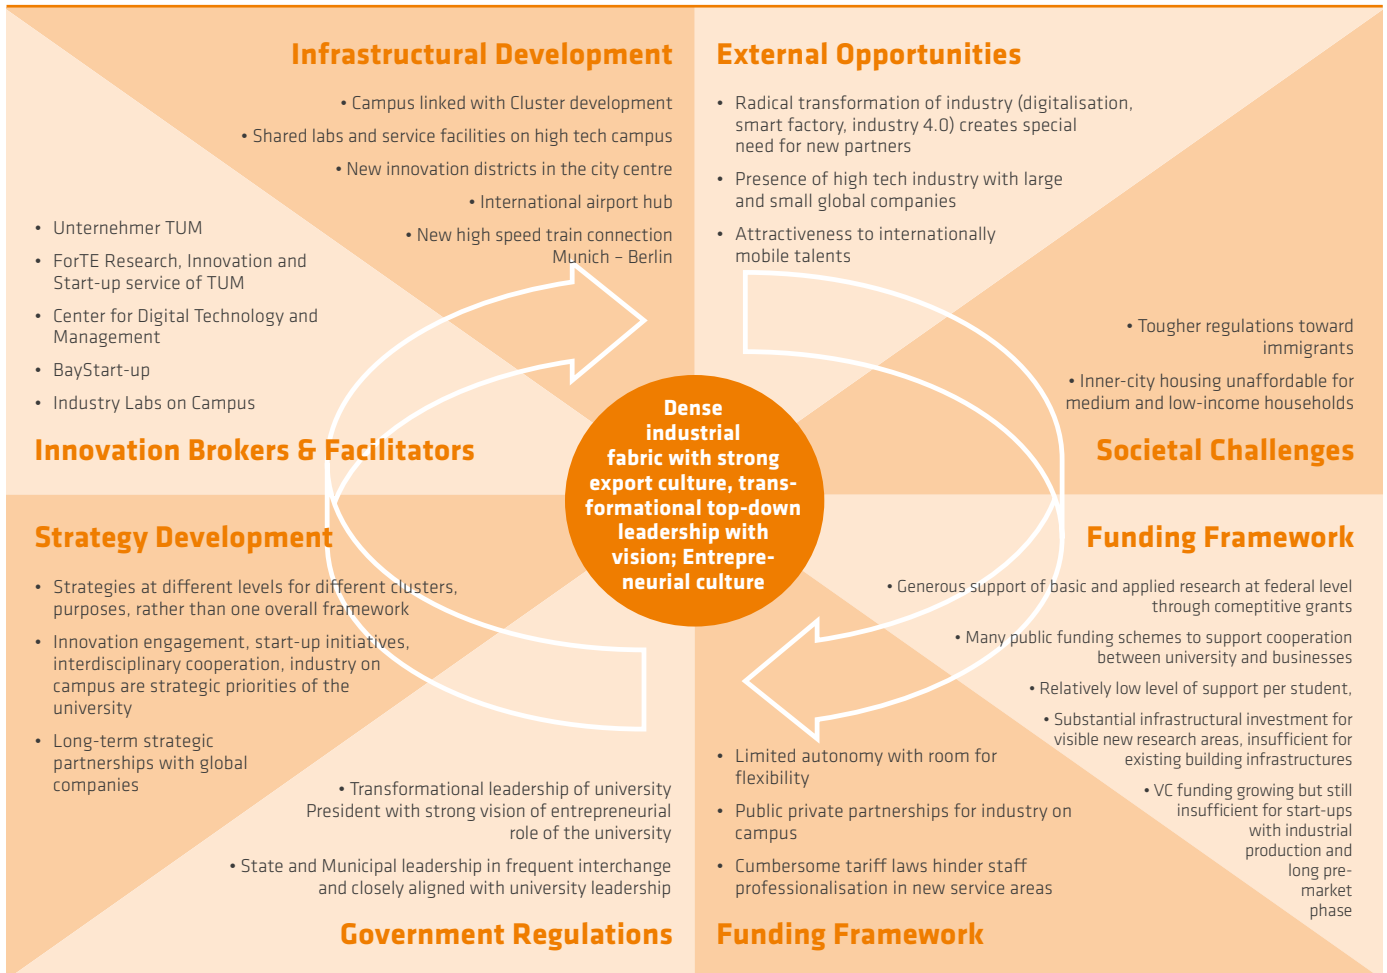 Infrastructural Development
• Campus linked with Cluster development
• Shared labs and service facilities on high tech campus
• New innovation districts in the city centre
• International airport hub
• New high speed train connection
Munich – Berlin
External Opportunities
• Radical transformation of industry (digitalisation,
smart factory, industry 4.0) creates special
need for new partners
• Presence of high tech industry with large
and small global companies
• Attractiveness to internationally
mobile talents
• Unternehmer TUM
• ForTE Research, Innovation and
Start-up service of TUM
• Center for Digital Technology and
Management
• BayStart-up
• Industry Labs on Campus
Innovation Brokers & Facilitators
• Tougher regulations toward
immigrants
• Inner-city housing unaffordable for
medium and low-income households
Societal Challenges
Dense
industrial
fabric with strong
export culture, trans-
formational top-down
leadership with
vision; Entrepre-
neurial culture
Strategy Development
• Strategies at different levels for different clusters,
purposes, rather than one overall framework
• Innovation engagement, start-up initiatives,
interdisciplinary cooperation, industry on
campus are strategic priorities of the
university
• Long-term strategic
partnerships with global
companies
Funding Framework
• Generous support of basic and applied research at federal level
through comeptitive grants
• Many public funding schemes to support cooperation
between university and businesses
• Relatively low level of support per student,
• Substantial infrastructural investment for
visible new research areas, insufficient for
existing building infrastructures
• VC funding growing but still
insufficient for start-ups
with industrial
production and
long pre-
market
phase
• Transformational leadership of university
President with strong vision of entrepreneurial
role of the university
• State and Municipal leadership in frequent interchange
and closely aligned with university leadership
Government Regulations
• Limited autonomy with room for
flexibility
• Public private partnerships for industry on
campus
• Cumbersome tariff laws hinder staff
professionalisation in new service areas
Funding Framework